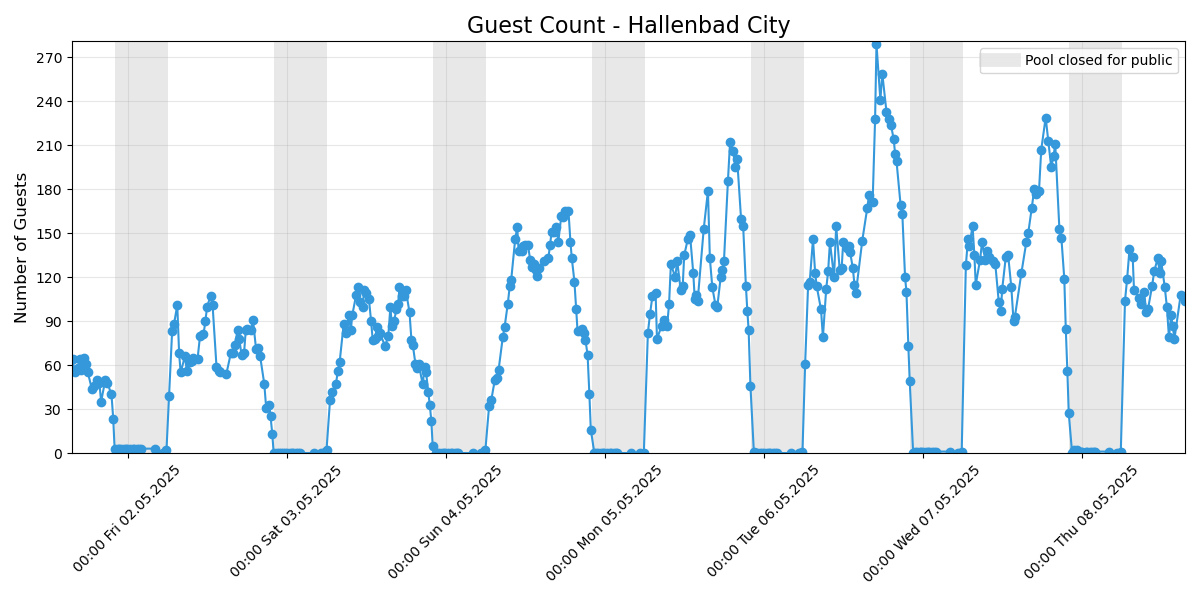 Guest Count - Hallenbad City
Pool closed for public
Number of Guests
270
240
210
180
150
120
90
60
30
0
00:00 Fri 02.05.2025
00:00 Sat 03.05.2025
00:00 Sun 04.05.2025
00:00 Mon 05.05.2025
00:00 Tue 06.05.2025
00:00 Wed 07.05.2025
00:00 Thu 08.05.2025